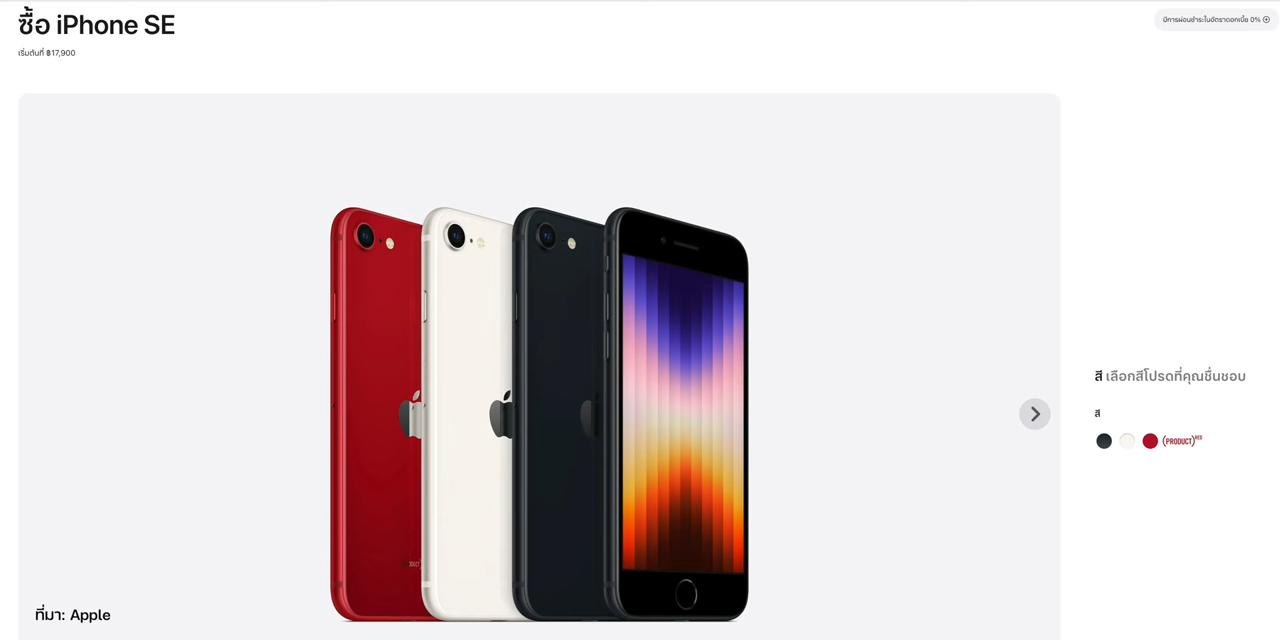 ซื้อ iPhone SE
มีการผ่อนชำระในอัตราดอกเบี้ย 0%
เริ่มต้นที่ ฿17,900
สี เลือกสีโปรดที่คุณชื่นชอบ
สี
(PRODUCT)RED
ที่มา: Apple